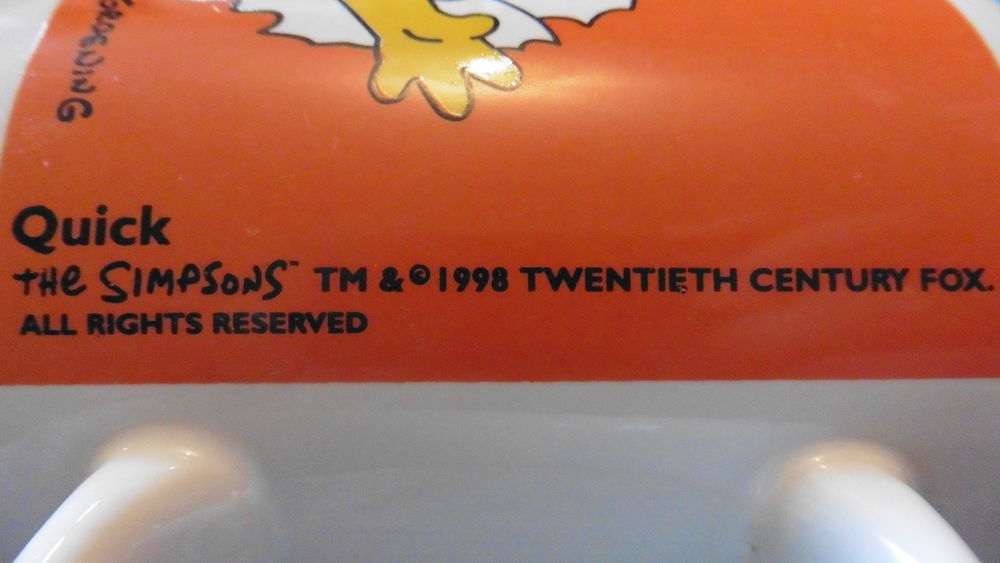 Quick
THE SIMPSONS™ TM & © 1998 TWENTIETH CENTURY FOX.
ALL RIGHTS RESERVED